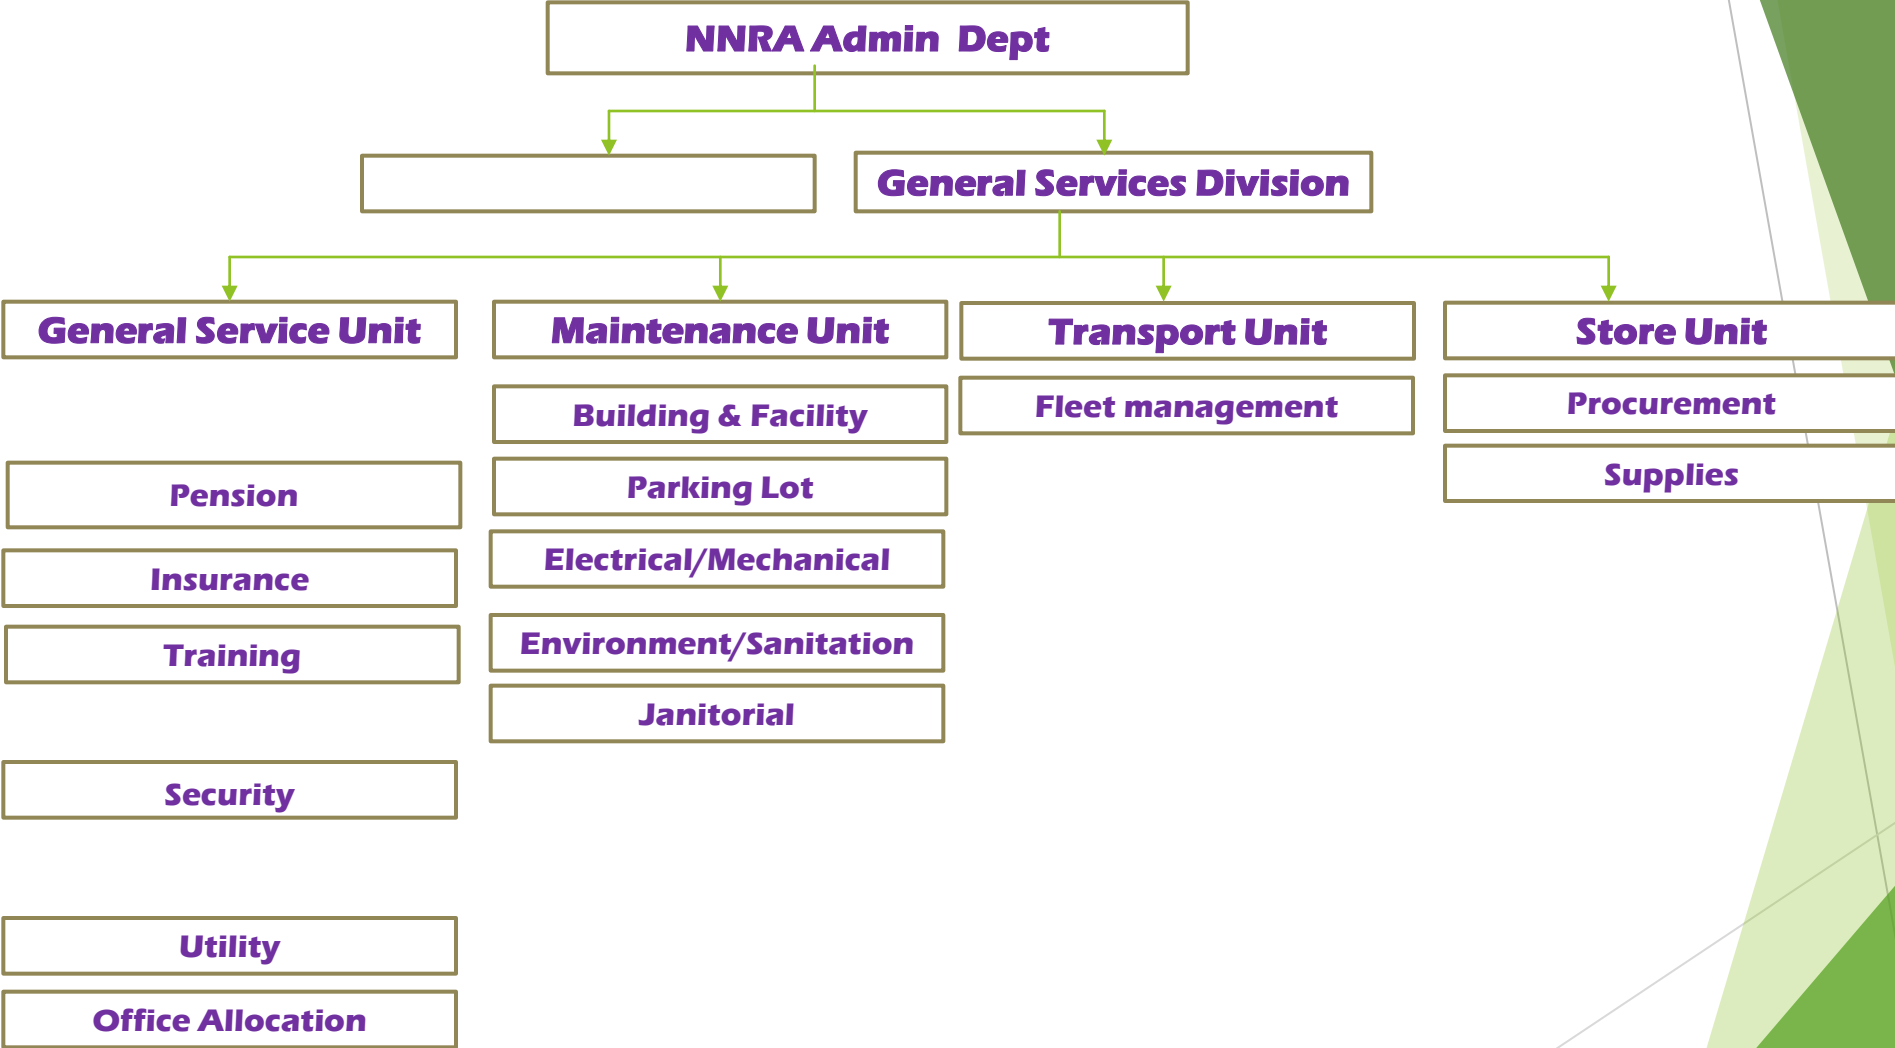 NNRA Admin Dept
General Services Division
General Service Unit
Pension
Insurance
Training
Security
Utility
Office Allocation
Maintenance Unit
Building & Facility
Parking Lot
Electrical/Mechanical
Environment/Sanitation
Janitorial
Transport Unit
Fleet management
Store Unit
Procurement
Supplies